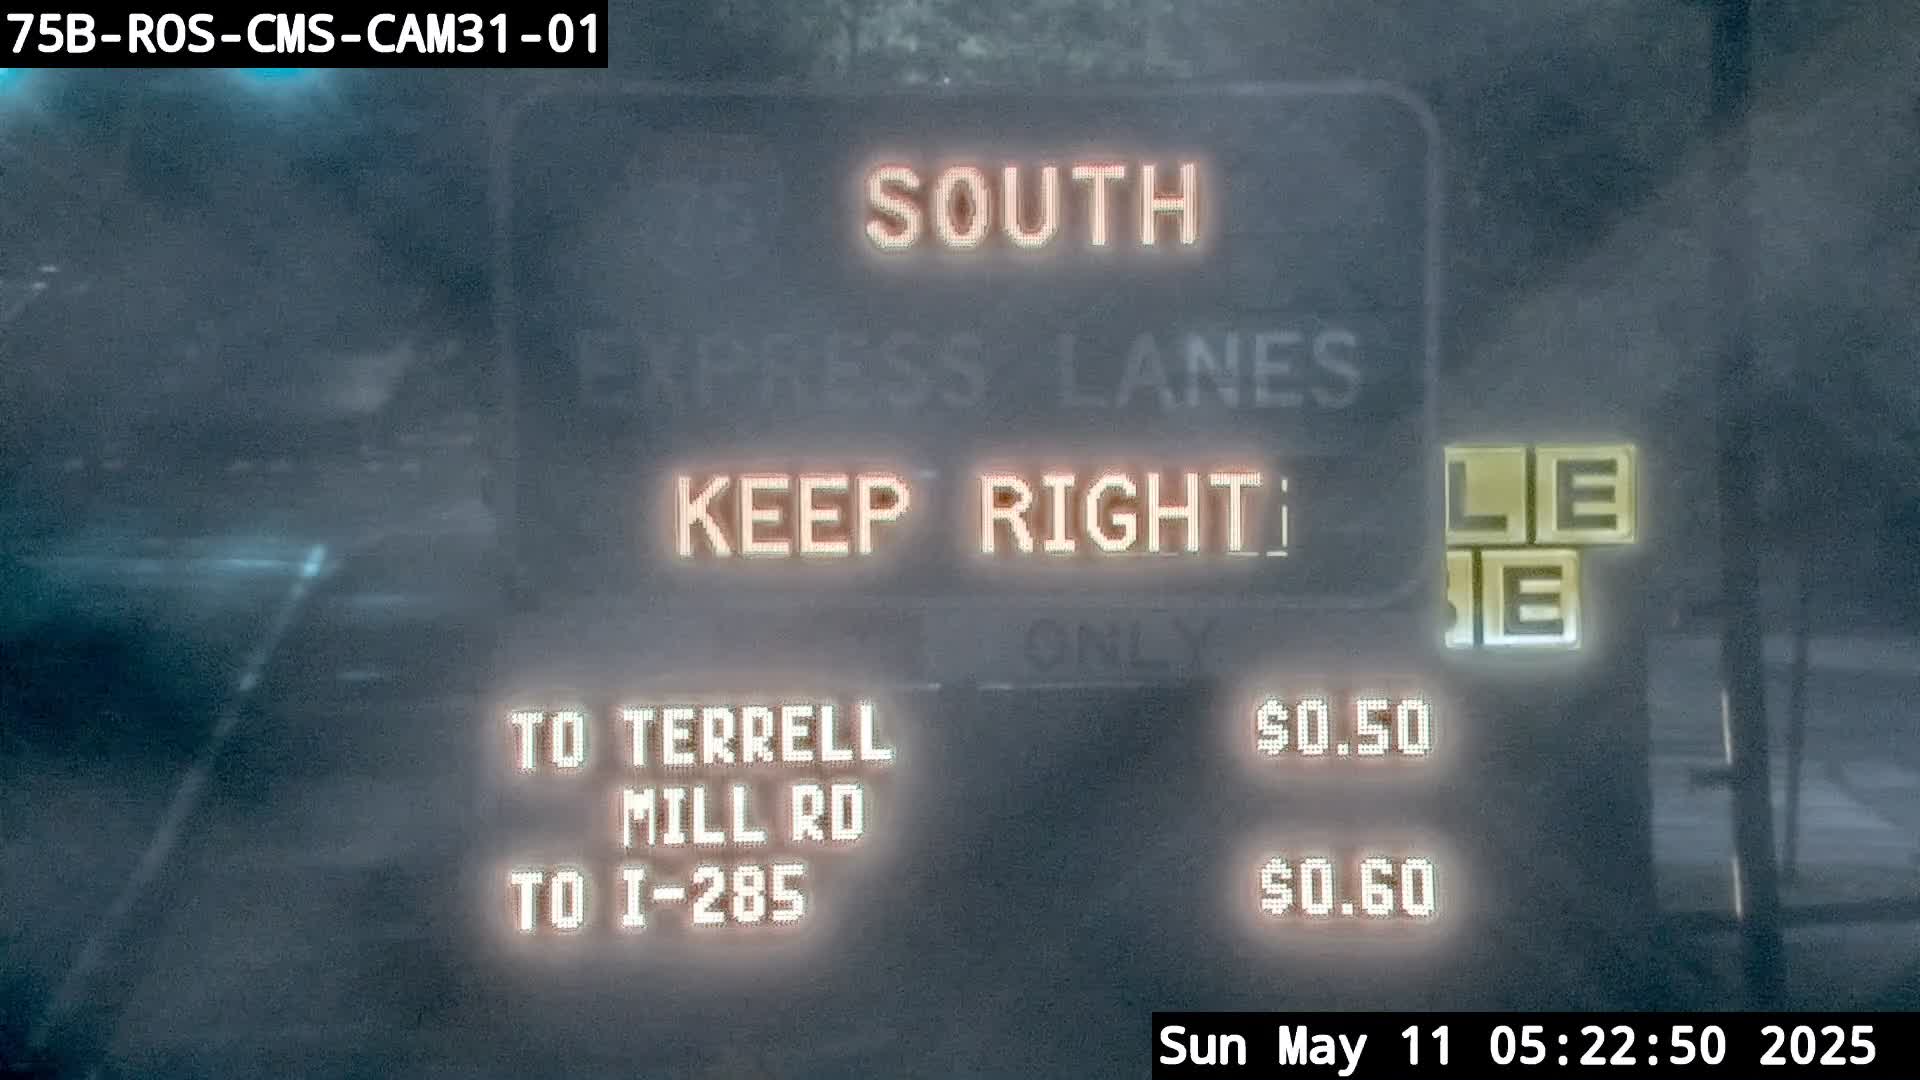 75B-ROS-CMS-CAM31-01
SOUTH
EXPRESS LANES
KEEP RIGHT
LE
E
ONLY
TO TERRELL $0.50
MILL RD
TO I-285 $0.60
Sun May 11 05:22:50 2025